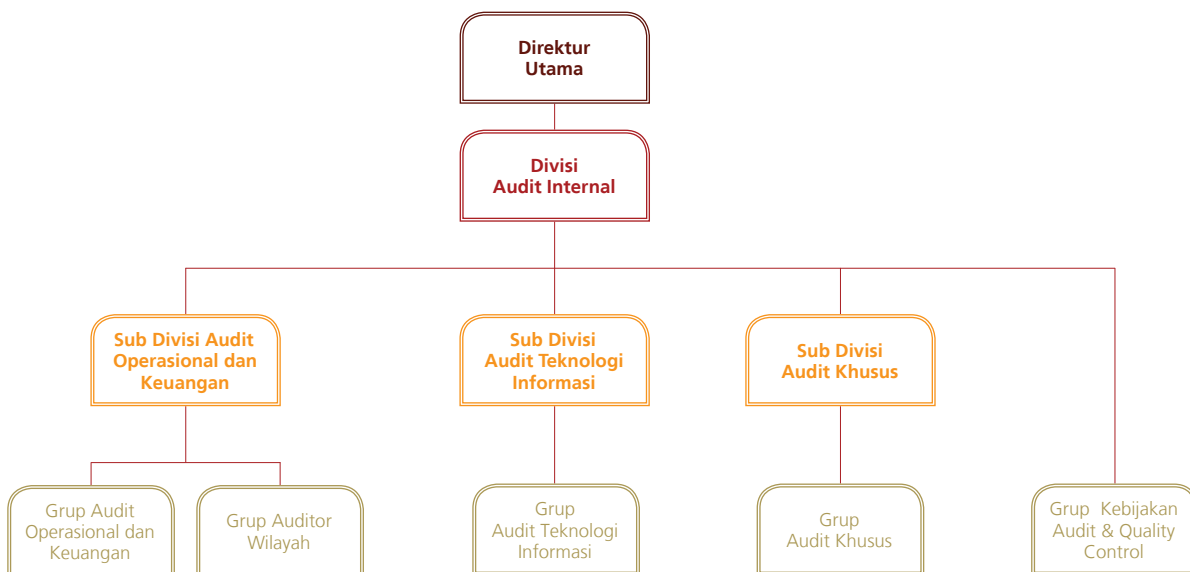 Direktur
Utama
Divisi
Audit Internal
Sub Divisi Audit
Operasional dan
Keuangan
Sub Divisi
Audit Teknologi
Informasi
Sub Divisi
Audit Khusus
Grup Audit
Operasional dan
Keuangan
Grup Auditor
Wilayah
Grup
Audit Teknologi
Informasi
Grup
Audit Khusus
Grup Kebijakan
Audit & Quality
Control